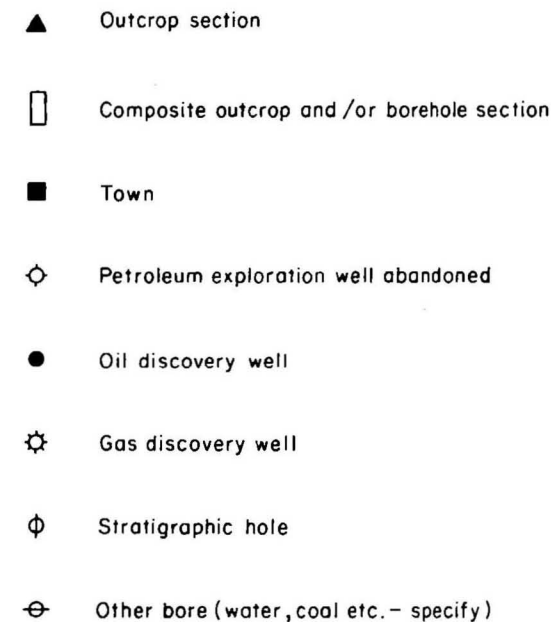 Outcrop section
Composite outcrop and /or borehole section
Town
Petroleum exploration well abandoned
Oil discovery well
Gas discovery well
Stratigraphic hole
Other bore (water, coal etc. - specify)